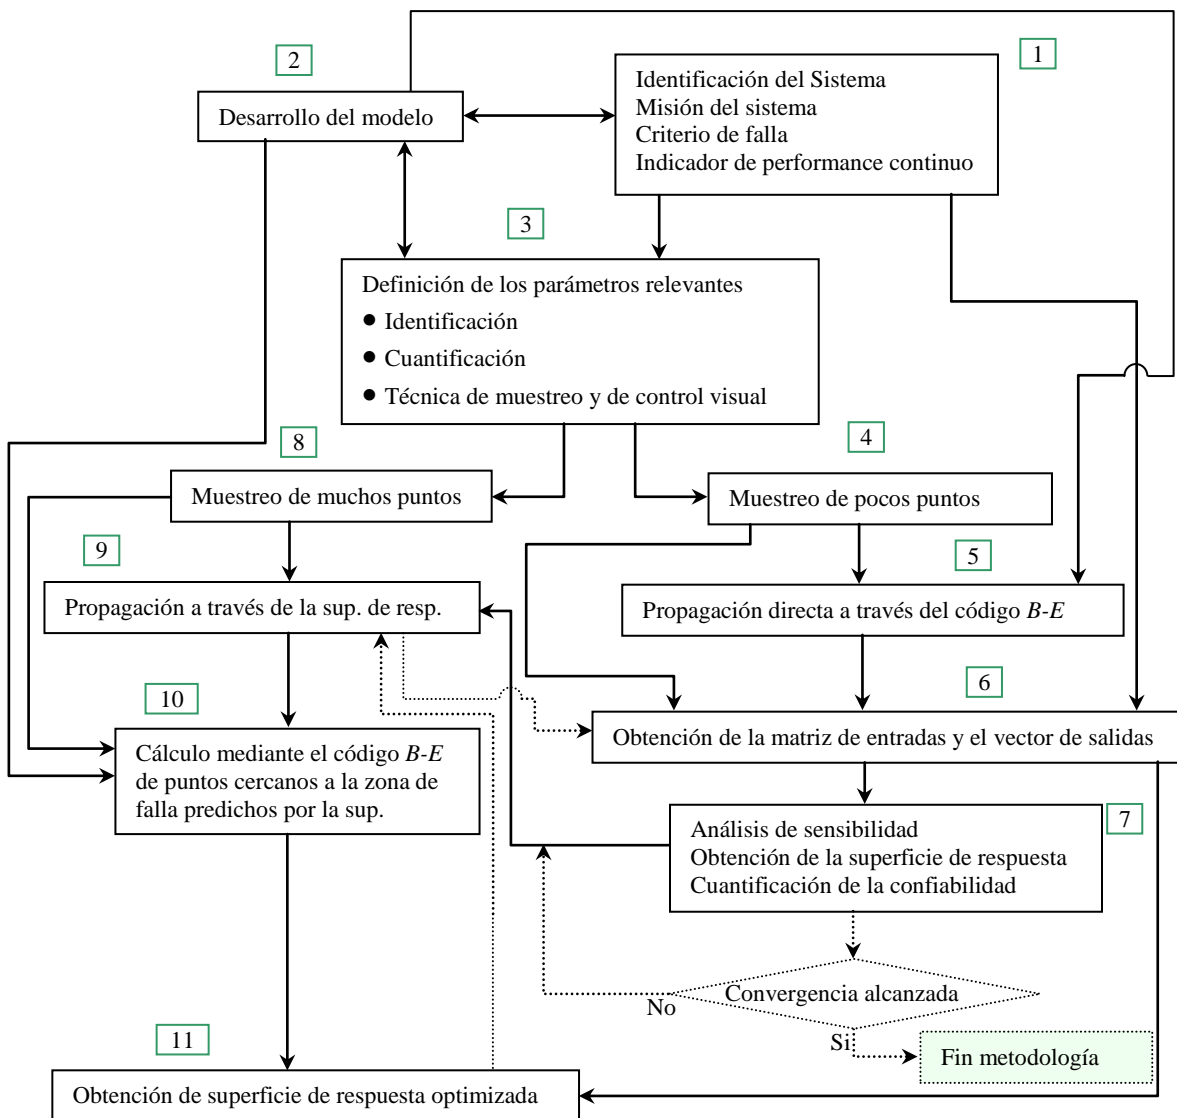 2
1
Identificación del Sistema
Misión del sistema
Criterio de falla
Indicador de performance continuo
Desarrollo del modelo
3
Definición de los parámetros relevantes
● Identificación
● Cuantificación
● Técnica de muestreo y de control visual
8
4
Muestreo de muchos puntos
Muestreo de pocos puntos
9
5
Propagación a través de la sup. de resp.
Propagación directa a través del código B-E
10
6
Cálculo mediante el código B-E
de puntos cercanos a la zona de
falla predichos por la sup.
Obtención de la matriz de entradas y el vector de salidas
7
Análisis de sensibilidad
Obtención de la superficie de respuesta
Cuantificación de la confiabilidad
Convergencia alcanzada
No
Si
Fin metodología
11
Obtención de superficie de respuesta optimizada